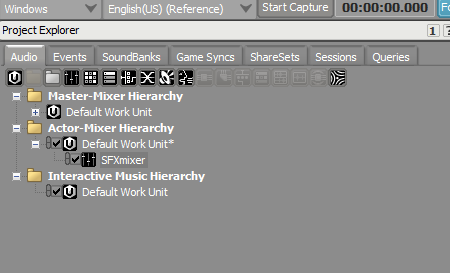 Windows English(US) (Reference) Start Capture 00:00:00.000
Project Explorer 1 ?
Audio Events SoundBanks Game Syncs ShareSets Sessions Queries
Master-Mixer Hierarchy
Default Work Unit
Actor-Mixer Hierarchy
Default Work Unit*
SFXmixer
Interactive Music Hierarchy
Default Work Unit